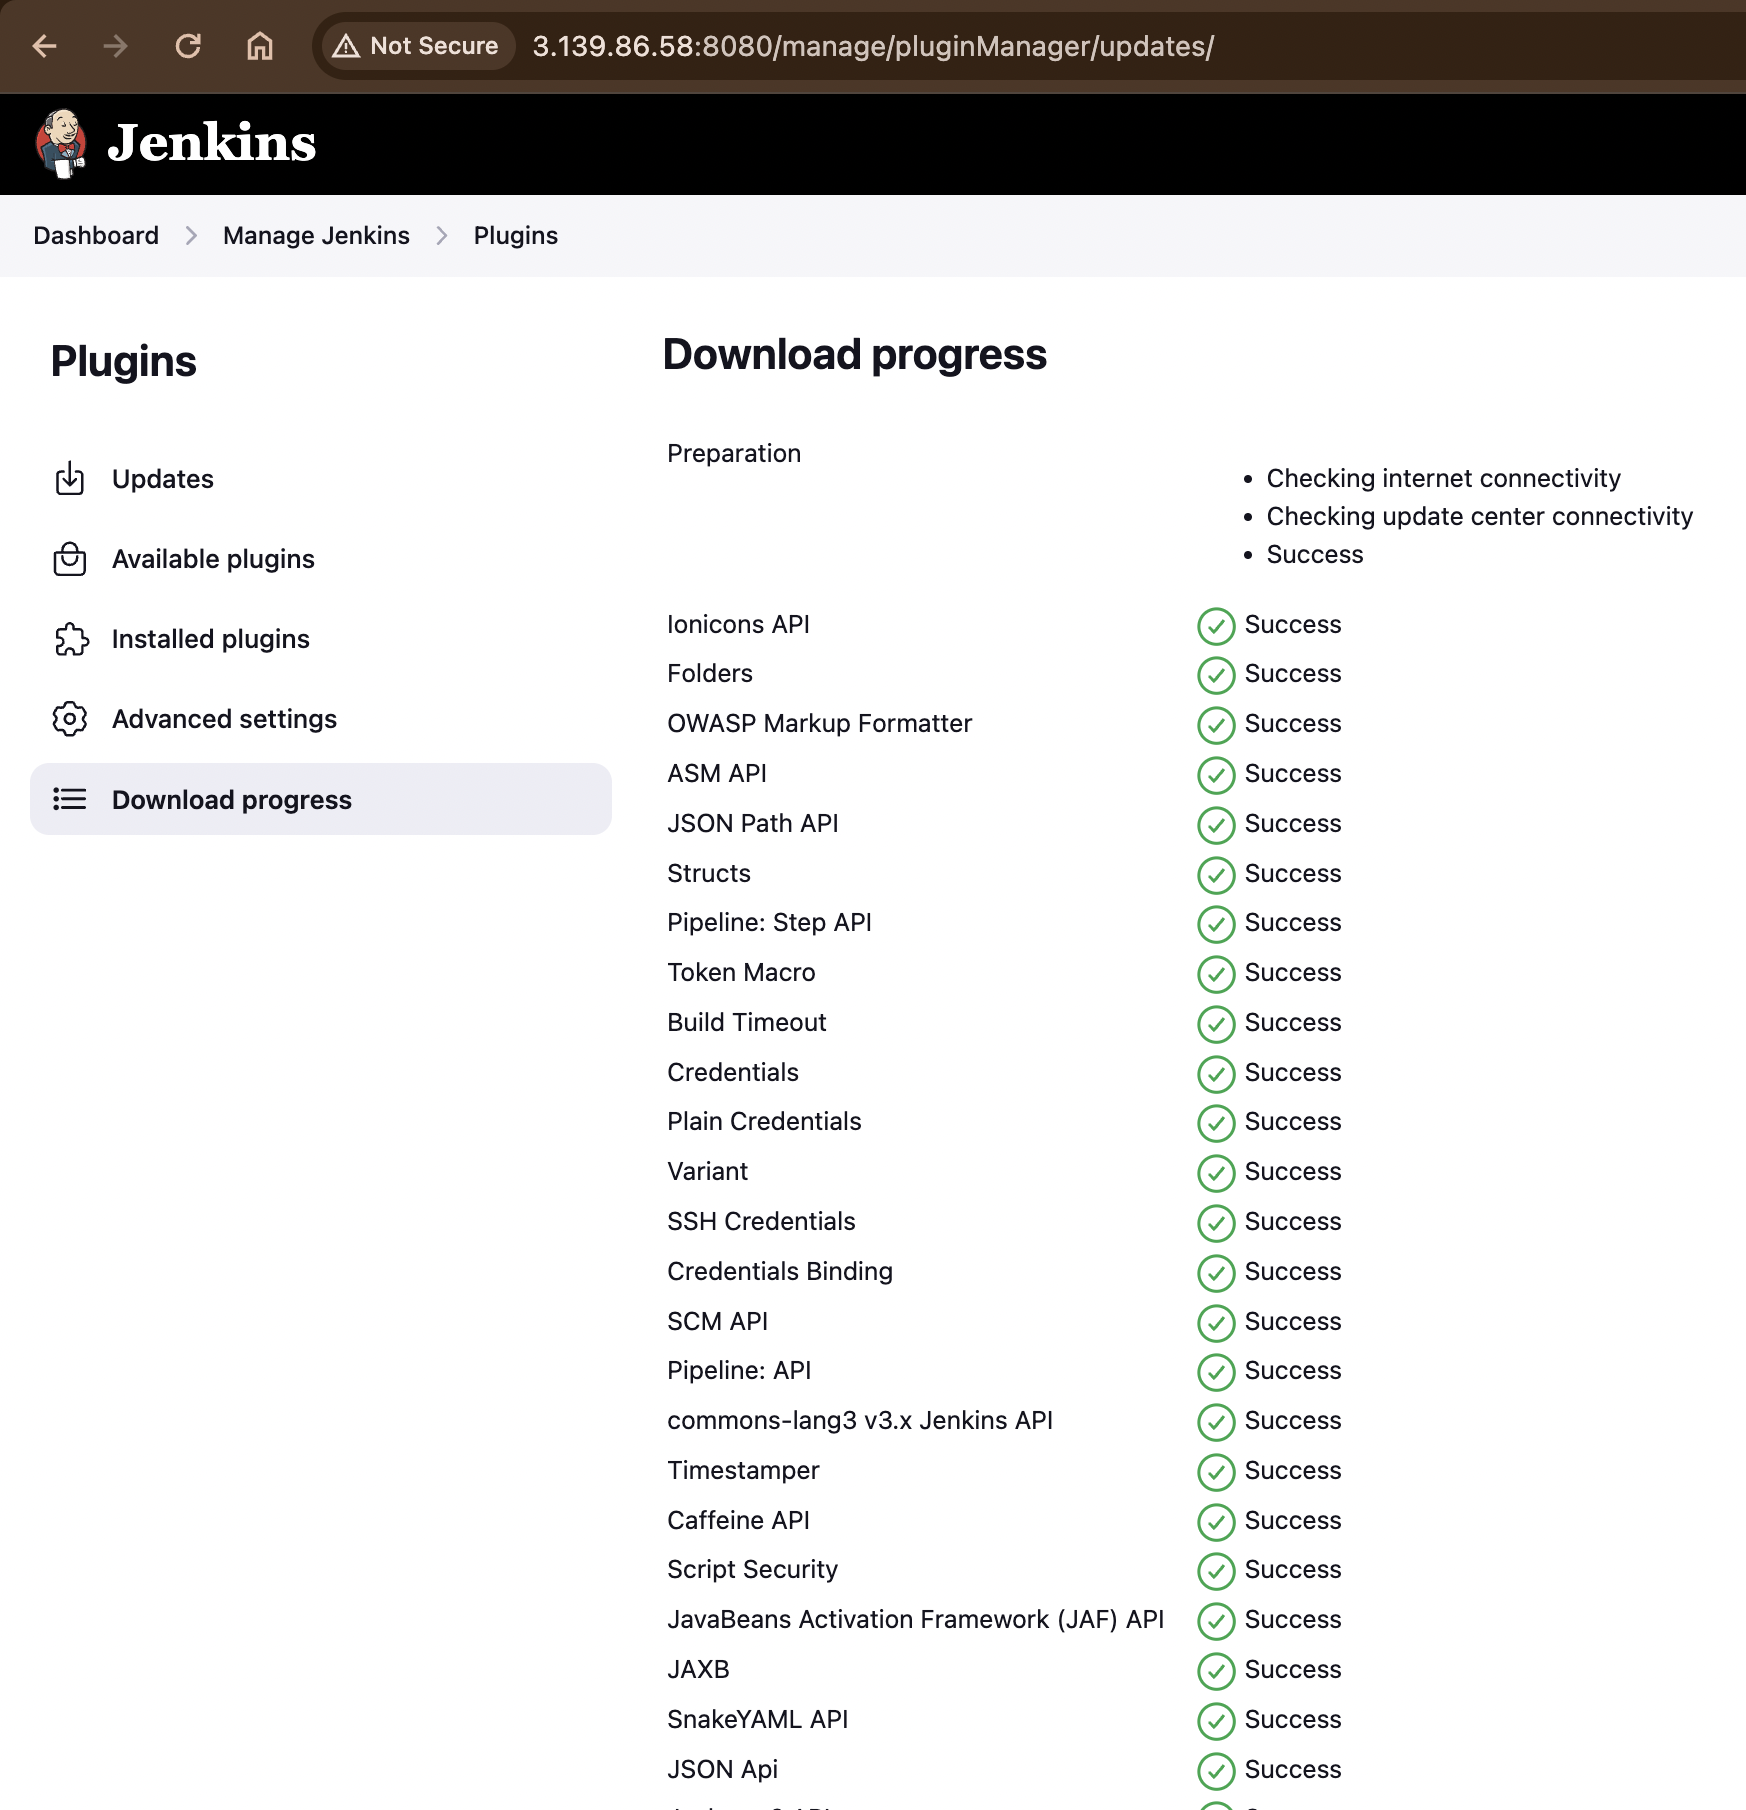 Not Secure 3.139.86.58:8080/manage/pluginManager/updates/
Jenkins
Dashboard > Manage Jenkins > Plugins
Plugins
Updates
Available plugins
Installed plugins
Advanced settings
Download progress
Download progress
Preparation
• Checking internet connectivity
• Checking update center connectivity
• Success
Ionicons API Success
Folders Success
OWASP Markup Formatter Success
ASM API Success
JSON Path API Success
Structs Success
Pipeline: Step API Success
Token Macro Success
Build Timeout Success
Credentials Success
Plain Credentials Success
Variant Success
SSH Credentials Success
Credentials Binding Success
SCM API Success
Pipeline: API Success
commons-lang3 v3.x Jenkins API Success
Timestamper Success
Caffeine API Success
Script Security Success
JavaBeans Activation Framework (JAF) API Success
JAXB Success
SnakeYAML API Success
JSON Api Success